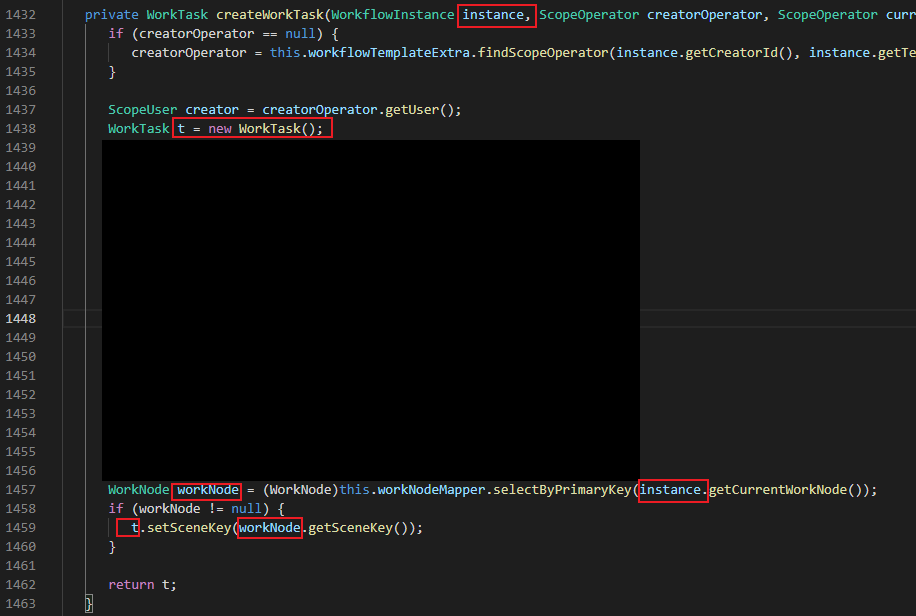 1432 private WorkTask createWorkTask(WorkflowInstance instance, ScopeOperator creatorOperator, ScopeOperator curr
1433 if (creatorOperator == null) {
1434 creatorOperator = this.workflowTemplateExtra.findScopeOperator(instance.getCreatorId(), instance.getTe
1435 }
1436
1437 ScopeUser creator = creatorOperator.getUser();
1438 WorkTask t = new WorkTask();
1439
1440
1441
1442
1443
1444
1445
1446
1447
1448
1449
1450
1451
1452
1453
1454
1455
1456
1457 WorkNode workNode = (WorkNode)this.workNodeMapper.selectByPrimaryKey(instance.getCurrentWorkNode());
1458 if (workNode != null) {
1459 t.setSceneKey(workNode.getSceneKey());
1460 }
1461
1462 return t;
1463 }